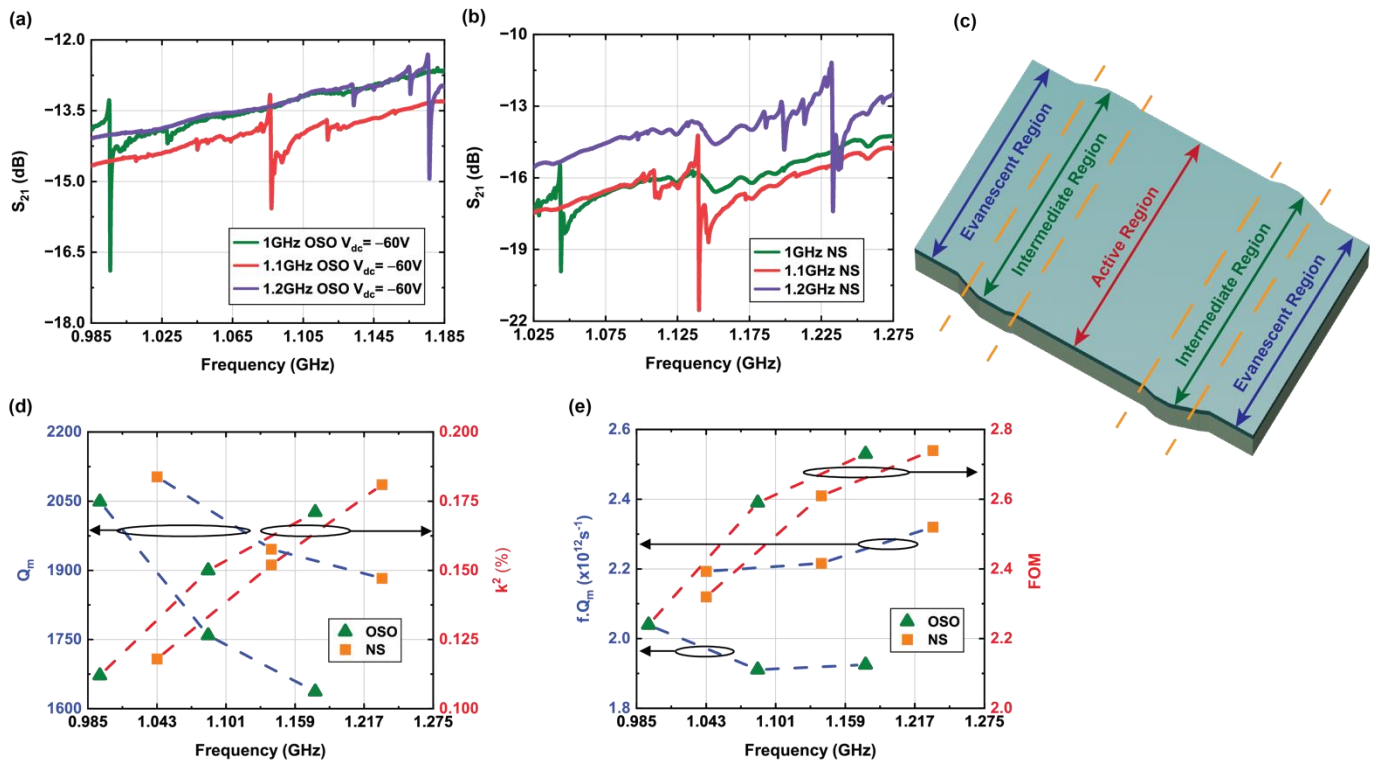 (a)
−12.0
−13.5
−15.0
−16.5
−18.0
S21 (dB)
0.985
1.025
1.065
1.105
1.145
1.185
Frequency (GHz)
1GHz OSO Vdc= −60V
1.1GHz OSO Vdc= −60V
1.2GHz OSO Vdc= −60V
(b)
−10
−13
−16
−19
−22
S21 (dB)
1.025
1.075
1.125
1.175
1.225
1.275
Frequency (GHz)
1GHz NS
1.1GHz NS
1.2GHz NS
(c)
Evanescent Region
Intermediate Region
Active Region
Intermediate Region
Evanescent Region
(d)
2200
2050
1900
1750
1600
Qm
0.200
0.175
0.150
0.125
0.100
k² (%)
0.985
1.043
1.101
1.159
1.217
1.275
Frequency (GHz)
OSO
NS
(e)
2.6
2.4
2.2
2.0
1.8
f.Qm (x10¹²s⁻¹)
2.8
2.6
2.4
2.2
2.0
FOM
0.985
1.043
1.101
1.159
1.217
1.275
Frequency (GHz)
OSO
NS